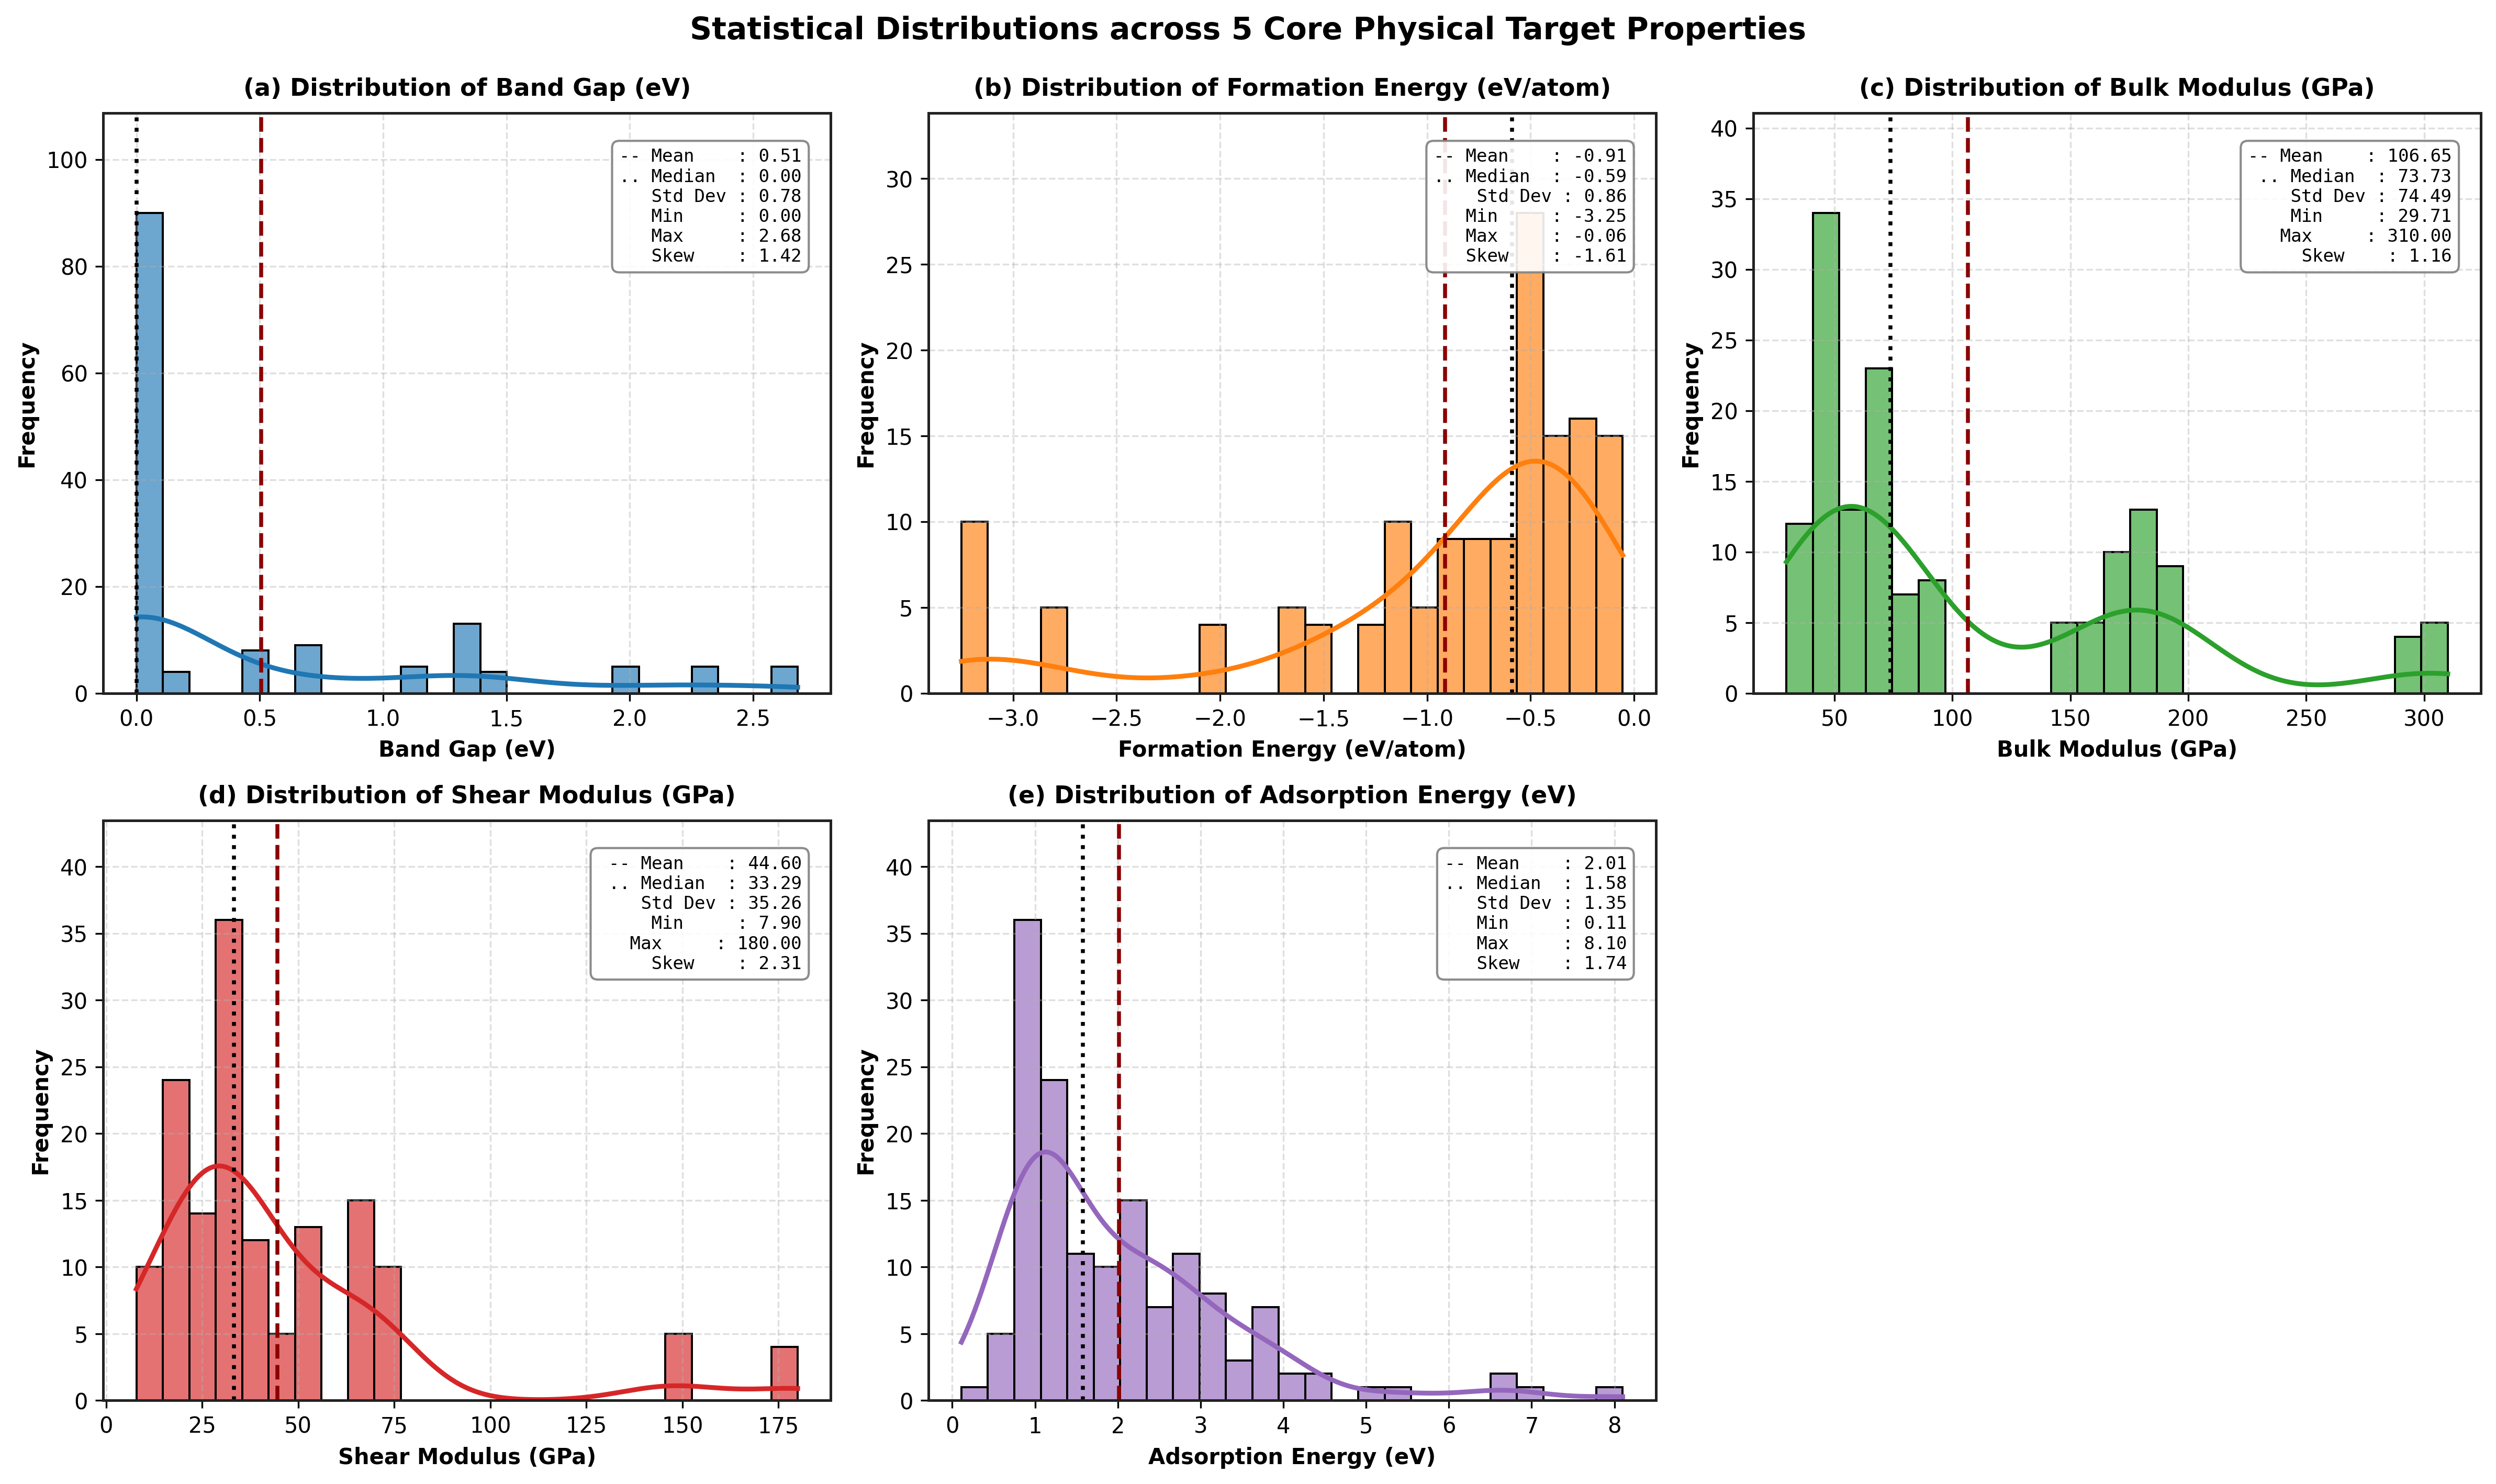 Statistical Distributions across 5 Core Physical Target Properties
(a) Distribution of Band Gap (eV)
-- Mean : 0.51
.. Median : 0.00
Std Dev : 0.78
Min : 0.00
Max : 2.68
Skew : 1.42
Frequency
0
20
40
60
80
100
0.0 0.5 1.0 1.5 2.0 2.5
Band Gap (eV)
(b) Distribution of Formation Energy (eV/atom)
-- Mean : -0.91
.. Median : -0.59
Std Dev : 0.86
Min : -3.25
Max : -0.06
Skew : -1.61
Frequency
0
5
10
15
20
25
30
−3.0 −2.5 −2.0 −1.5 −1.0 −0.5 0.0
Formation Energy (eV/atom)
(c) Distribution of Bulk Modulus (GPa)
-- Mean : 106.65
.. Median : 73.73
Std Dev : 74.49
Min : 29.71
Max : 310.00
Skew : 1.16
Frequency
0
5
10
15
20
25
30
35
40
50 100 150 200 250 300
Bulk Modulus (GPa)
(d) Distribution of Shear Modulus (GPa)
-- Mean : 44.60
.. Median : 33.29
Std Dev : 35.26
Min : 7.90
Max : 180.00
Skew : 2.31
Frequency
0
5
10
15
20
25
30
35
40
0 25 50 75 100 125 150 175
Shear Modulus (GPa)
(e) Distribution of Adsorption Energy (eV)
-- Mean : 2.01
.. Median : 1.58
Std Dev : 1.35
Min : 0.11
Max : 8.10
Skew : 1.74
Frequency
0
5
10
15
20
25
30
35
40
0 1 2 3 4 5 6 7 8
Adsorption Energy (eV)